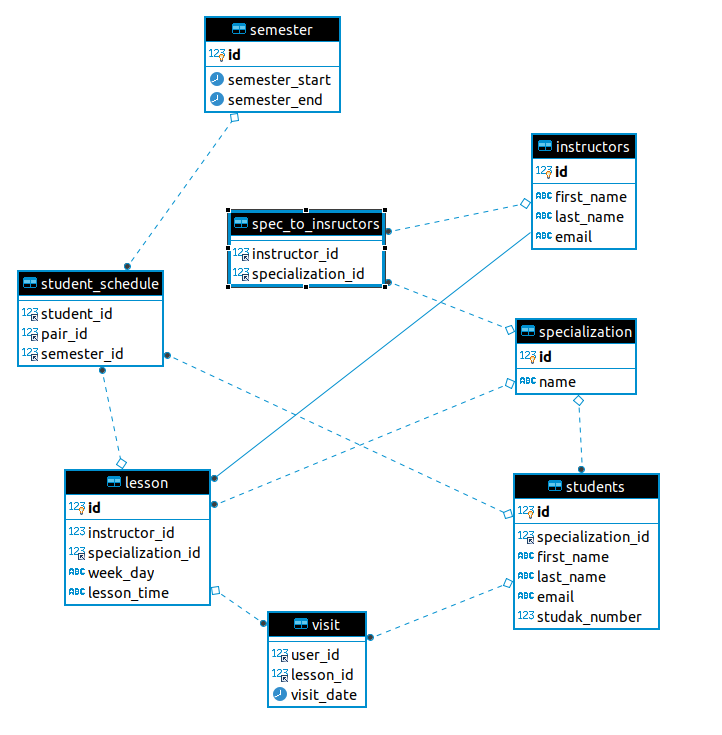 semester
123 id
semester_start
semester_end
instructors
123 id
ABC first_name
ABC last_name
ABC email
spec_to_insructors
123 instructor_id
123 specialization_id
student_schedule
123 student_id
123 pair_id
123 semester_id
specialization
123 id
ABC name
lesson
123 id
123 instructor_id
123 specialization_id
ABC week_day
ABC lesson_time
students
123 id
123 specialization_id
ABC first_name
ABC last_name
ABC email
123 studak_number
visit
123 user_id
123 lesson_id
visit_date